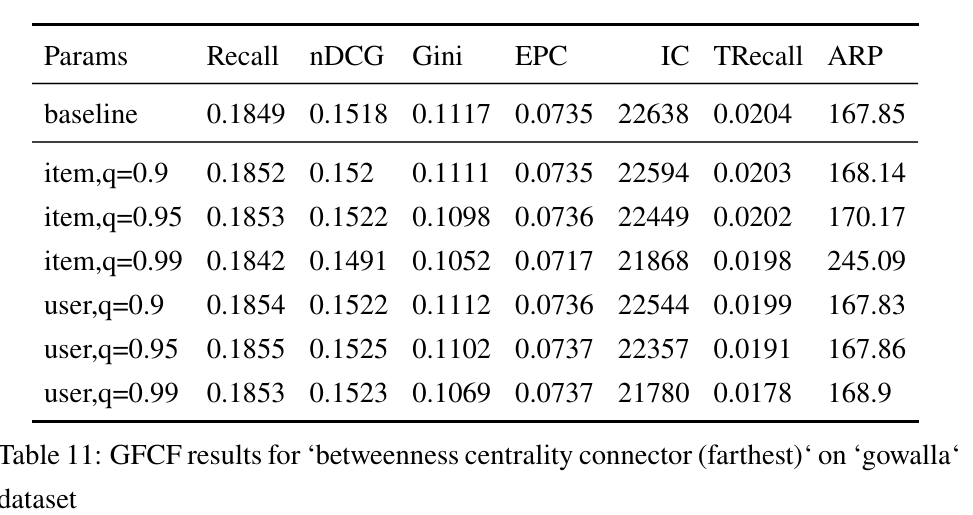 Params Recall nDCG Gini EPC IC TRecall ARP
baseline 0.1849 0.1518 0.1117 0.0735 22638 0.0204 167.85
item,q=0.9 0.1852 0.152 0.1111 0.0735 22594 0.0203 168.14
item,q=0.95 0.1853 0.1522 0.1098 0.0736 22449 0.0202 170.17
item,q=0.99 0.1842 0.1491 0.1052 0.0717 21868 0.0198 245.09
user,q=0.9 0.1854 0.1522 0.1112 0.0736 22544 0.0199 167.83
user,q=0.95 0.1855 0.1525 0.1102 0.0737 22357 0.0191 167.86
user,q=0.99 0.1853 0.1523 0.1069 0.0737 21780 0.0178 168.9
Table 11: GFCF results for ‘betweenness centrality connector (farthest)‘ on ‘gowalla‘
dataset